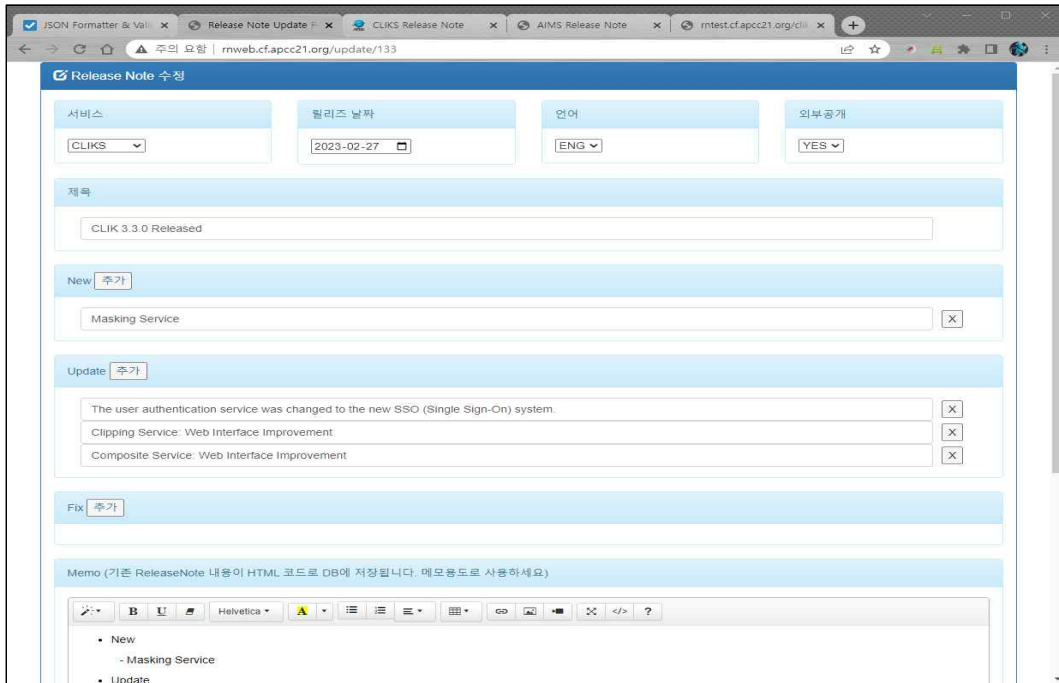 JSON Formatter & Vali
Release Note Update F
CLIKS Release Note
AIMS Release Note
rntest.cf.apcc21.org/clik
주의 요함 | rnweb.cf.apcc21.org/update/133
Release Note 수정
서비스 릴리즈 날짜 언어 외부공개
CLIKS 2023-02-27 ENG YES
제목
CLIK 3.3.0 Released
New 추가
Masking Service X
Update 추가
The user authentication service was changed to the new SSO (Single Sign-On) system. X
Clipping Service: Web Interface Improvement X
Composite Service: Web Interface Improvement X
Fix 추가
Memo (기존 ReleaseNote 내용이 HTML 코드로 DB에 저장됩니다. 메모용도로 사용하세요)
B U Helvetica A </> ?
• New
- Masking Service
• Update